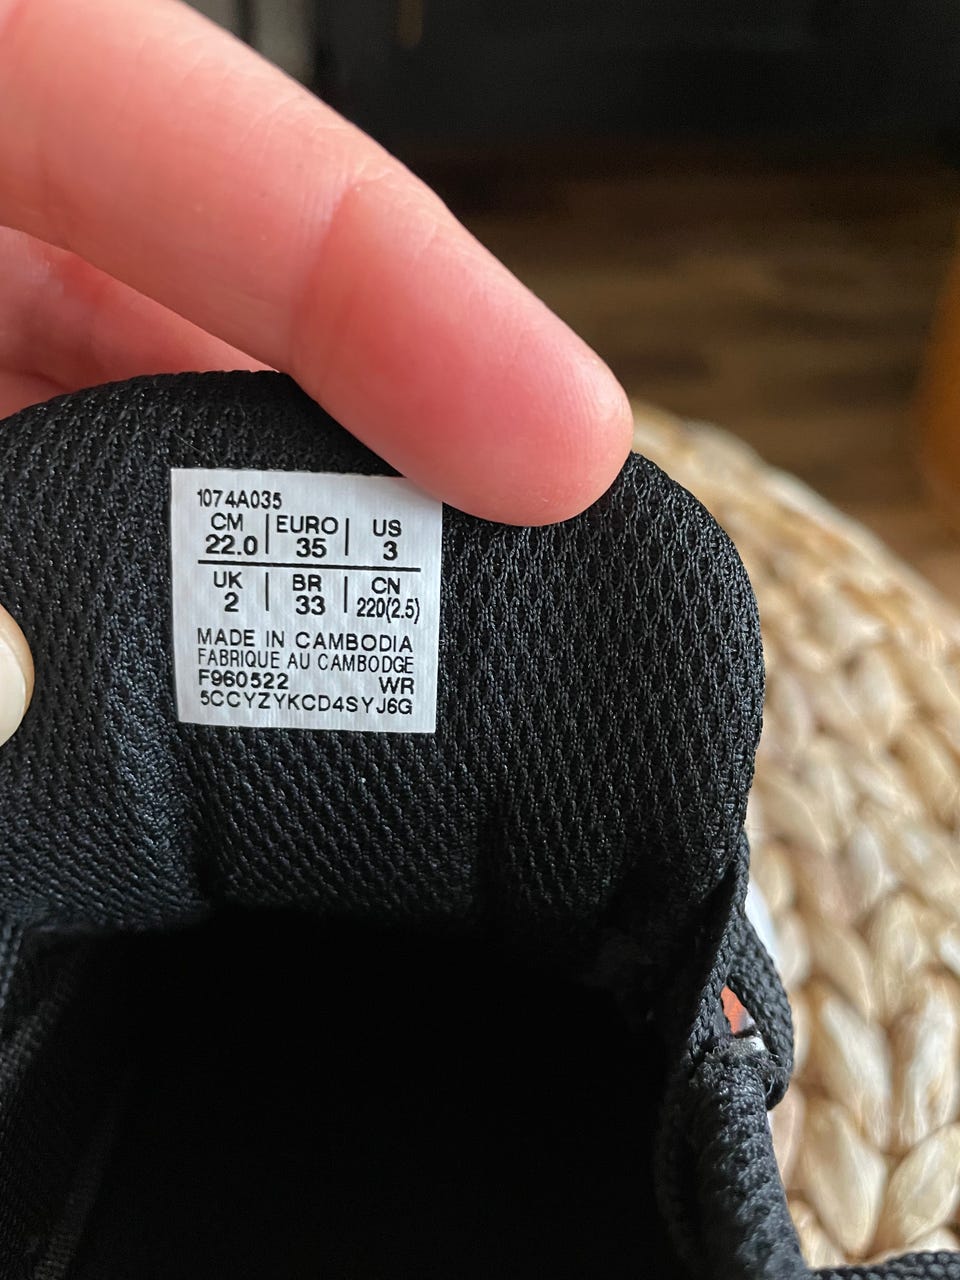 1074A035
CM | EURO | US
22.0 | 35 | 3
UK | BR | CN
2 | 33 | 220(2.5)
MADE IN CAMBODIA
FABRIQUE AU CAMBODGE
F960522 WR
5CCYZYKCD4SYJ6G